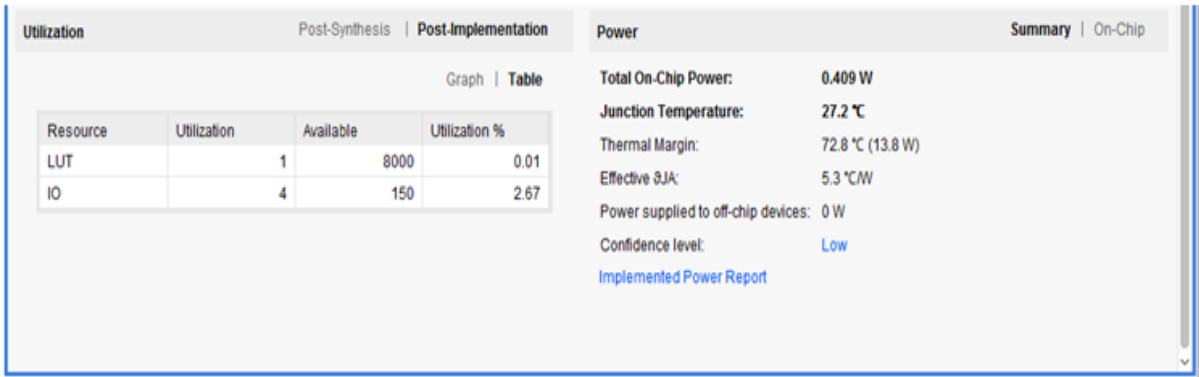 Utilization Post-Synthesis | Post-Implementation
Graph | Table
Resource Utilization Available Utilization %
LUT 1 8000 0.01
IO 4 150 2.67
Power Summary | On-Chip
Total On-Chip Power: 0.409 W
Junction Temperature: 27.2 °C
Thermal Margin: 72.8 °C (13.8 W)
Effective ϑJA: 5.3 °C/W
Power supplied to off-chip devices: 0 W
Confidence level: Low
Implemented Power Report